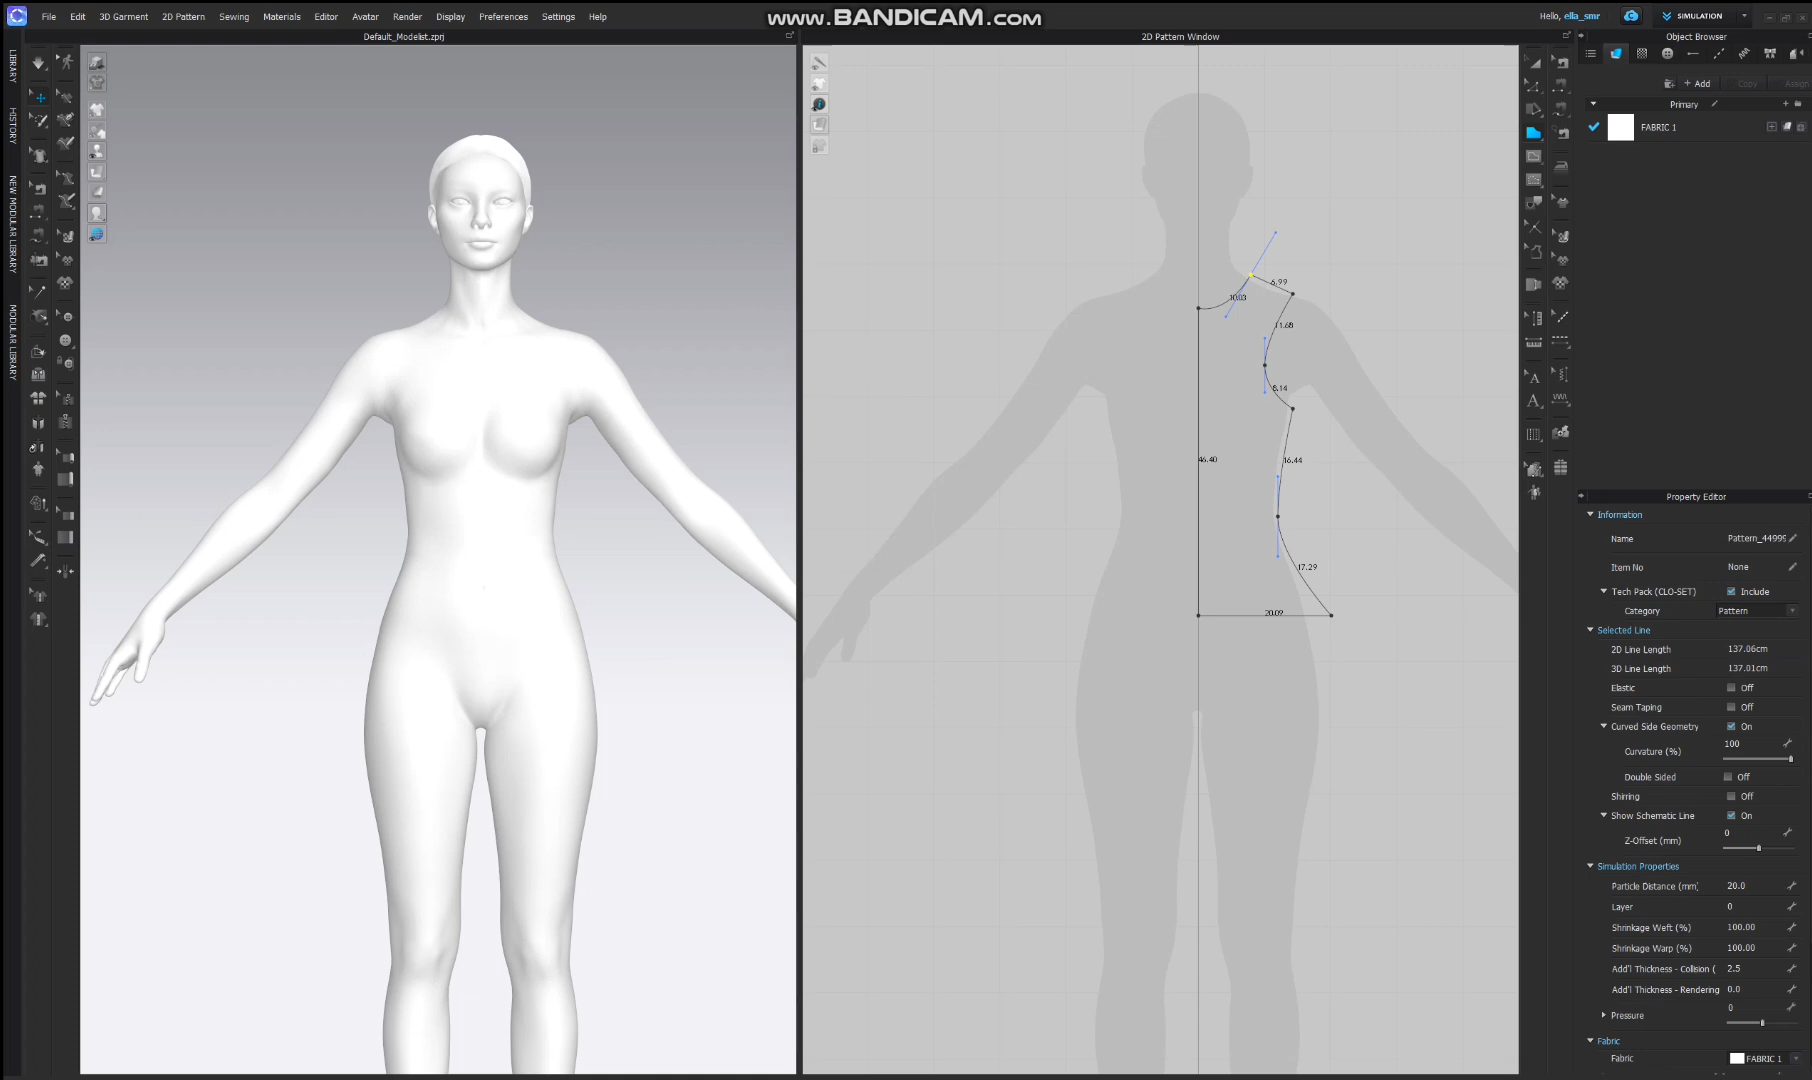 File Edit 3D Garment 2D Pattern Sewing Materials Editor Avatar Render Display Preferences Settings Help
www.BANDICAM.com
Hello, ella_smr
SIMULATION
Default_Modelist.zprj
2D Pattern Window
Object Browser
LIBRARY
HISTORY
NEW MODULAR LIBRARY
MODULAR LIBRARY
+ Add Copy Assign
Primary
FABRIC 1
6.99
10.03
11.68
8.14
46.40
16.44
17.29
20.09
Property Editor
Information
Name Pattern_44999
Item No None
Tech Pack (CLO-SET) Include
Category Pattern
Selected Line
2D Line Length 137.06cm
3D Line Length 137.01cm
Elastic Off
Seam Taping Off
Curved Side Geometry On
Curvature (%) 100
Double Sided Off
Shirring Off
Show Schematic Line On
Z-Offset (mm) 0
Simulation Properties
Particle Distance (mm) 20.0
Layer 0
Shrinkage Weft (%) 100.00
Shrinkage Warp (%) 100.00
Add'l Thickness - Collision ( 2.5
Add'l Thickness - Rendering 0.0
Pressure 0
Fabric
Fabric FABRIC 1